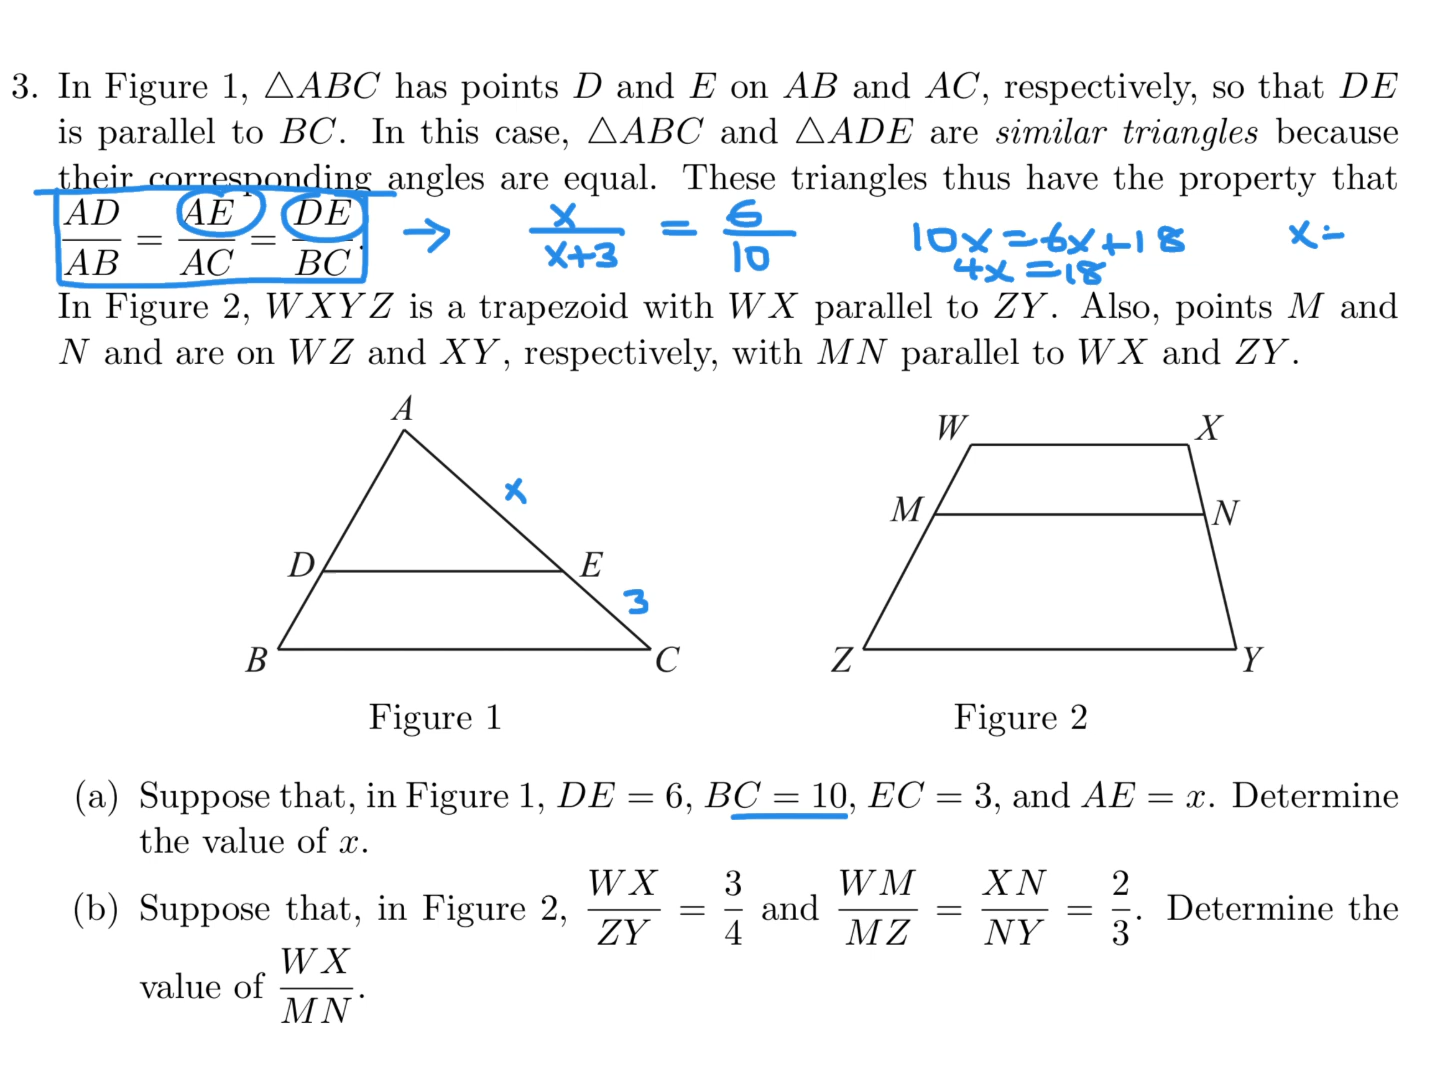 3. In Figure 1, △ABC has points D and E on AB and AC, respectively, so that DE
is parallel to BC. In this case, △ABC and △ADE are similar triangles because
their corresponding angles are equal. These triangles thus have the property that
AD/AB = AE/AC = DE/BC. → x/x+3 = 6/10 10x = 6x+18 x=
4x = 18
In Figure 2, WXYZ is a trapezoid with WX parallel to ZY. Also, points M and
N and are on WZ and XY, respectively, with MN parallel to WX and ZY.
A
W X
x
M N
D E
3
B C Z Y
Figure 1 Figure 2
(a) Suppose that, in Figure 1, DE = 6, BC = 10, EC = 3, and AE = x. Determine
the value of x.
(b) Suppose that, in Figure 2, WX/ZY = 3/4 and WM/MZ = XN/NY = 2/3. Determine the
value of WX/MN.